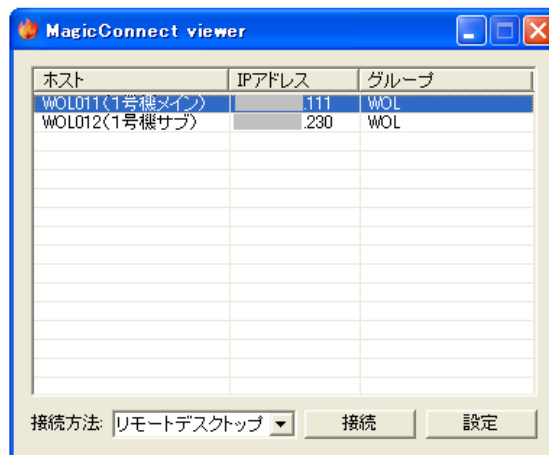 MagicConnect viewer
ホスト IPアドレス グループ
WOL011(1号機メイン) .111 WOL
WOL012(1号機サブ) .230 WOL
接続方法: リモートデスクトップ 接続 設定